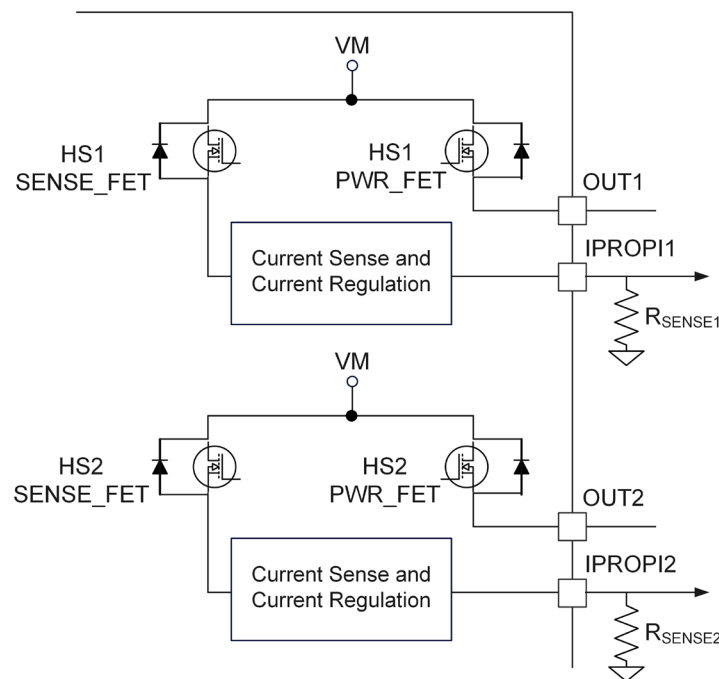 VM
HS1
SENSE_FET
HS1
PWR_FET
OUT1
IPROPI1
Current Sense and
Current Regulation
RSENSE1
VM
HS2
SENSE_FET
HS2
PWR_FET
OUT2
IPROPI2
Current Sense and
Current Regulation
RSENSE2